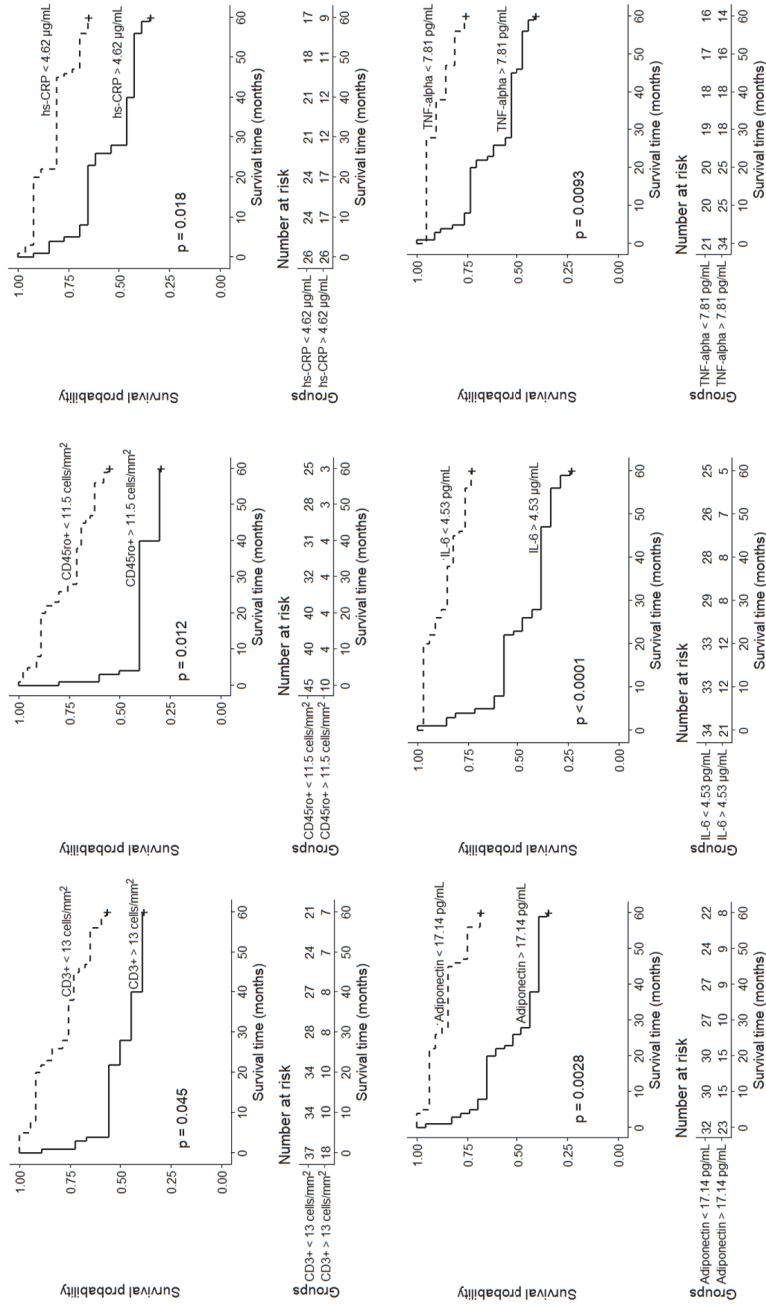 Survival probability
1.00
0.75
0.50
0.25
0.00
CD3+ < 13 cells/mm²
CD3+ > 13 cells/mm²
p = 0.045
0 10 20 30 40 50 60
Survival time (months)
Number at risk
Groups
CD3+ < 13 cells/mm² 37 34 34 28 27 24 21
CD3+ > 13 cells/mm² 18 10 10 8 8 7 7
0 10 20 30 40 50 60
Survival probability
1.00
0.75
0.50
0.25
0.00
CD45ro+ < 11.5 cells/mm²
CD45ro+ > 11.5 cells/mm²
p = 0.012
0 10 20 30 40 50 60
Survival time (months)
Number at risk
Groups
CD45ro+ < 11.5 cells/mm² 45 40 40 32 31 28 25
CD45ro+ > 11.5 cells/mm² 10 4 4 4 4 3 3
0 10 20 30 40 50 60
Survival probability
1.00
0.75
0.50
0.25
0.00
hs-CRP < 4.62 µg/mL
hs-CRP > 4.62 µg/mL
p = 0.018
0 10 20 30 40 50 60
Survival time (months)
Number at risk
Groups
hs-CRP < 4.62 µg/mL 26 24 24 21 21 18 17
hs-CRP > 4.62 µg/mL 26 17 17 12 12 11 9
0 10 20 30 40 50 60
Survival probability
1.00
0.75
0.50
0.25
0.00
Adiponectin < 17.14 pg/mL
Adiponectin > 17.14 pg/mL
p = 0.0028
0 10 20 30 40 50 60
Survival time (months)
Number at risk
Groups
Adiponectin < 17.14 pg/mL 32 30 30 27 27 24 22
Adiponectin > 17.14 pg/mL 23 15 15 10 9 9 8
0 10 20 30 40 50 60
Survival probability
1.00
0.75
0.50
0.25
0.00
IL-6 < 4.53 pg/mL
IL-6 > 4.53 µg/mL
p < 0.0001
0 10 20 30 40 50 60
Survival time (months)
Number at risk
Groups
IL-6 < 4.53 pg/mL 34 33 33 29 28 26 25
IL-6 > 4.53 µg/mL 21 12 12 8 8 7 5
0 10 20 30 40 50 60
Survival probability
1.00
0.75
0.50
0.25
0.00
TNF-alpha < 7.81 pg/mL
TNF-alpha > 7.81 pg/mL
p = 0.0093
0 10 20 30 40 50 60
Survival time (months)
Number at risk
Groups
TNF-alpha < 7.81 pg/mL 21 20 20 19 18 17 16
TNF-alpha > 7.81 pg/mL 34 25 25 18 18 16 14
0 10 20 30 40 50 60